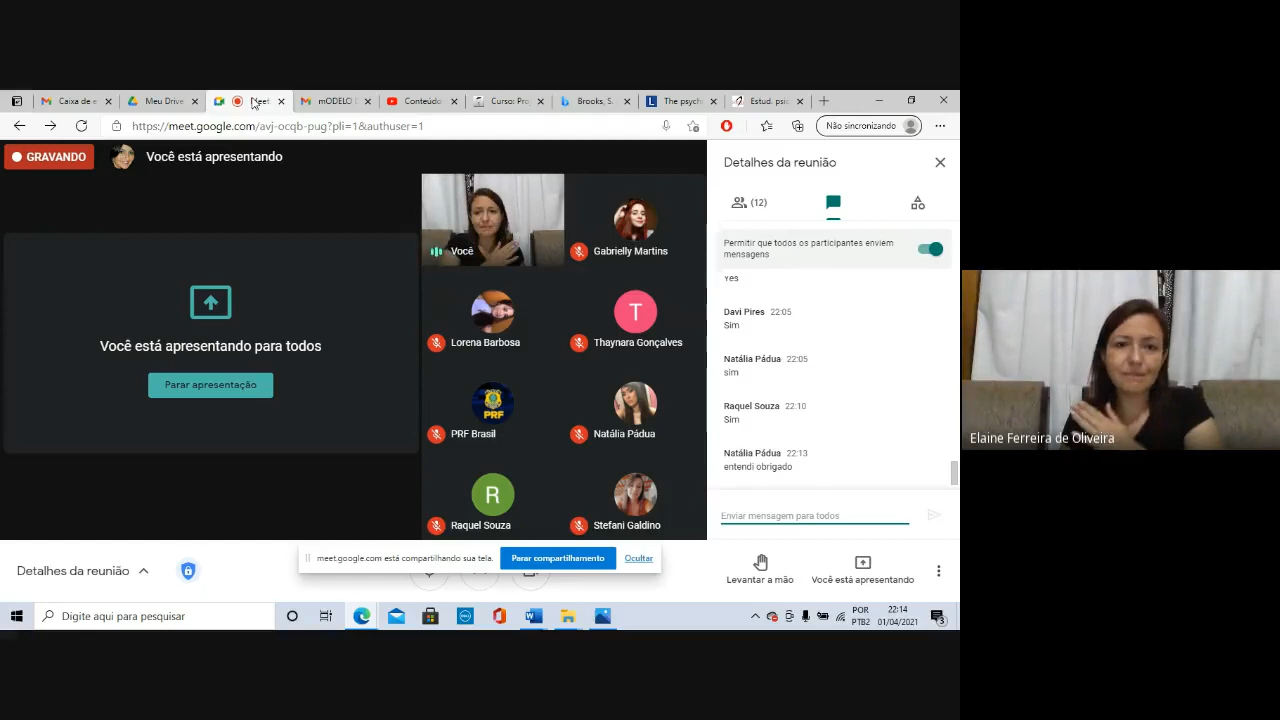 Caixa de e
Meu Drive
Meet
mODELO
Conteúdo
Curso: Pro
Brooks, S.
The psych
Estud. psic
https://meet.google.com/avj-ocqb-pug?pli=1&authuser=1
Não sincronizando
GRAVANDO
Você está apresentando
Detalhes da reunião
(12)
Permitir que todos os participantes enviem
mensagens
Yes
Davi Pires 22:05
Sim
Natália Pádua 22:05
sim
Raquel Souza 22:10
Sim
Natália Pádua 22:13
entendi obrigado
Enviar mensagem para todos
Você está apresentando para todos
Parar apresentação
Você
Gabrielly Martins
Lorena Barbosa
T
Thaynara Gonçalves
PRF
PRF Brasil
Natália Pádua
R
Raquel Souza
Stefani Galdino
Elaine Ferreira de Oliveira
meet.google.com está compartilhando sua tela.
Parar compartilhamento
Ocultar
Detalhes da reunião
Levantar a mão
Você está apresentando
Digite aqui para pesquisar
POR
PTB2
22:14
01/04/2021
3